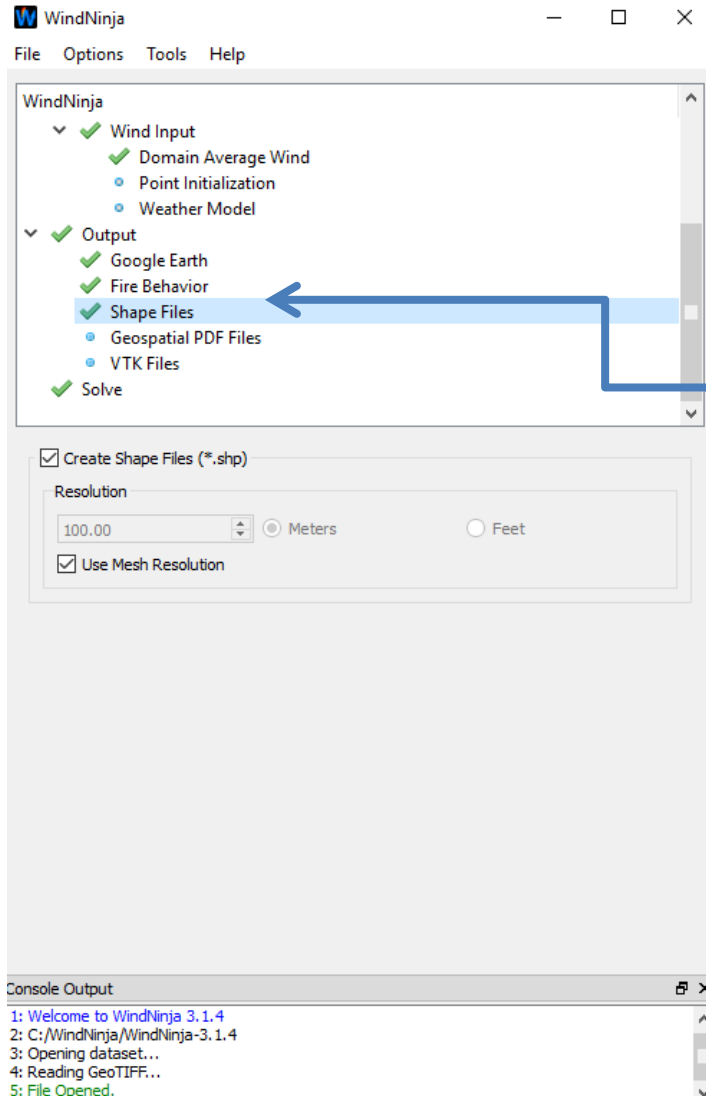 WindNinja
File Options Tools Help
WindNinja
Wind Input
Domain Average Wind
Point Initialization
Weather Model
Output
Google Earth
Fire Behavior
Shape Files
Geospatial PDF Files
VTK Files
Solve
Create Shape Files (*.shp)
Resolution
100.00 Meters Feet
Use Mesh Resolution
Console Output
1: Welcome to WindNinja 3.1.4
2: C:/WindNinja/WindNinja-3.1.4
3: Opening dataset...
4: Reading GeoTIFF...
5: File Opened.